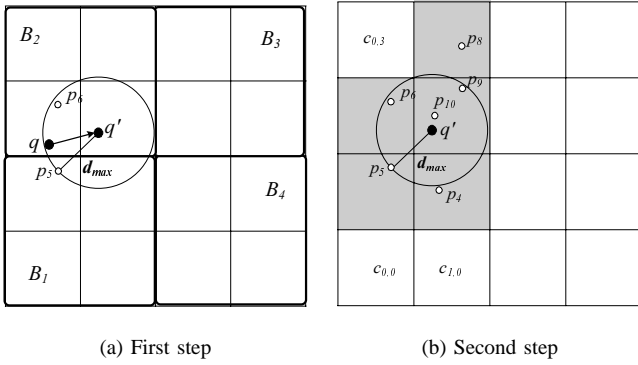 B2
B3
p6
q
q'
p5
dmax
B4
B1
(a) First step
c0,3
p8
p9
p6
p10
q'
p5
dmax
p4
c0,0
c1,0
(b) Second step